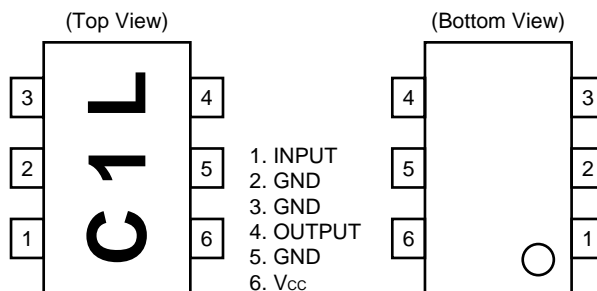 (Top View)
3
2
1
C1L
4
5
6
1. INPUT
2. GND
3. GND
4. OUTPUT
5. GND
6. VCC
(Bottom View)
4
5
6
3
2
1